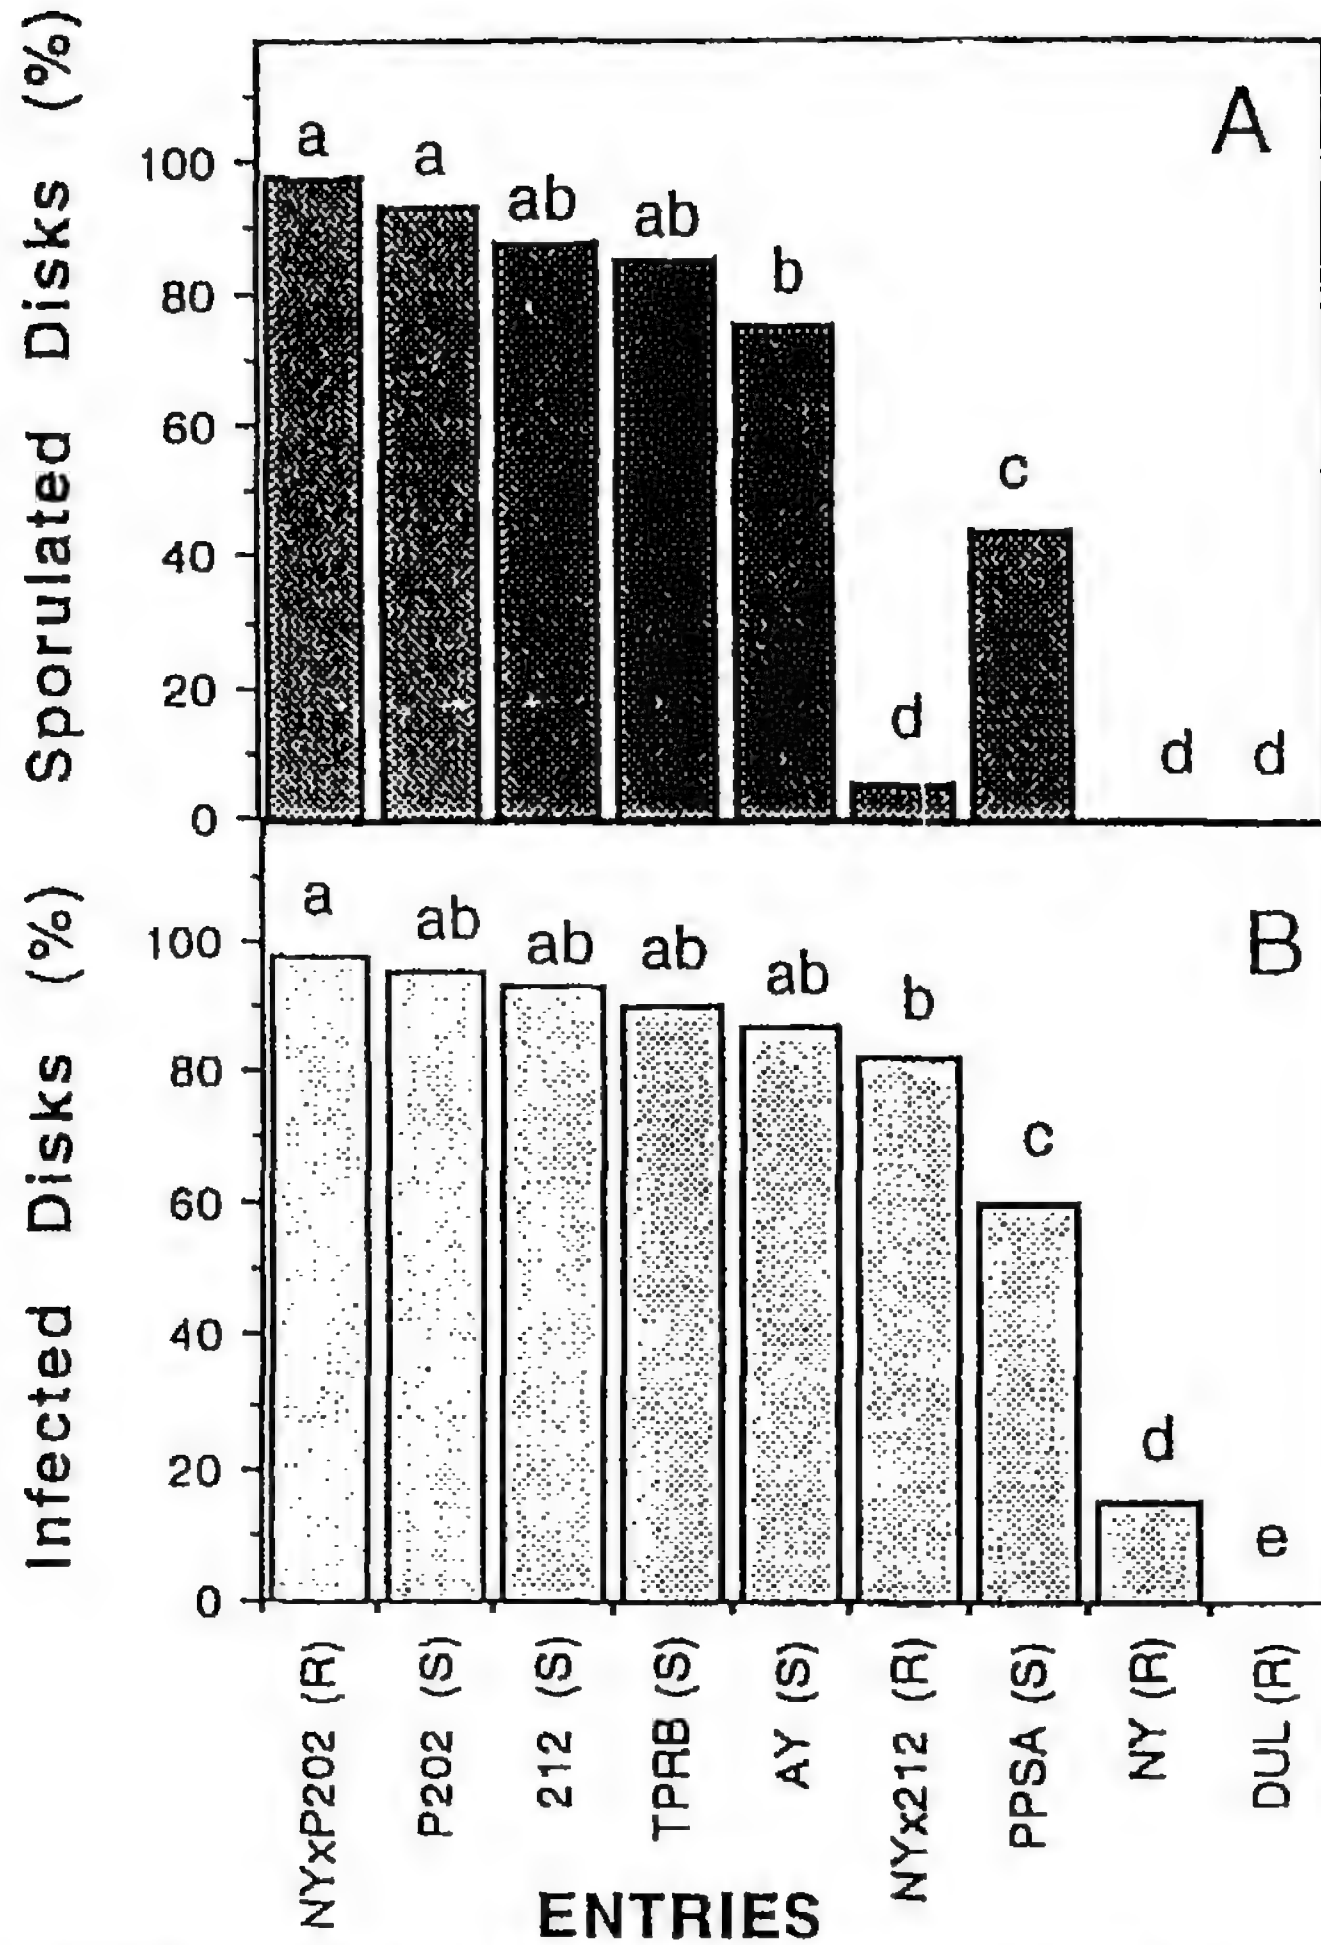 Sporulated Disks (%)
100
80
60
40
20
0
a a ab ab b d c d d
A
Infected Disks (%)
100
80
60
40
20
0
a ab ab ab ab b c d e
B
NYxP202 (R)
P202 (S)
212 (S)
TPRB (S)
AY (S)
NYx212 (R)
PPSA (S)
NY (R)
DUL (R)
ENTRIES